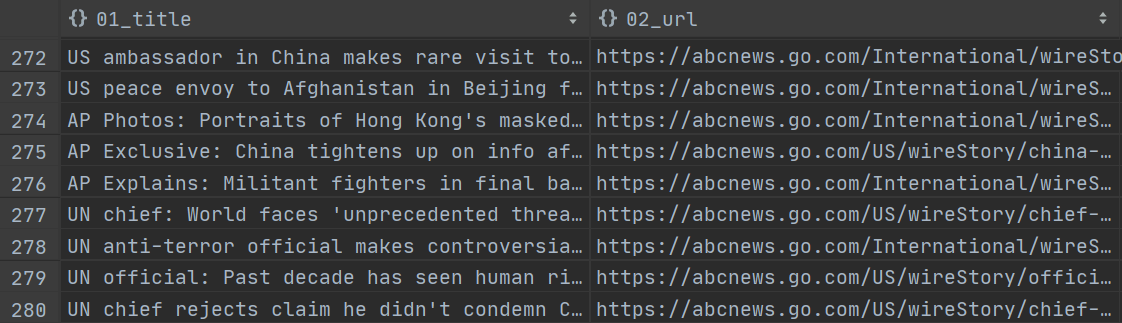 {} 01_title {} 02_url
272 US ambassador in China makes rare visit to… https://abcnews.go.com/International/wireSto
273 US peace envoy to Afghanistan in Beijing f… https://abcnews.go.com/International/wireS…
274 AP Photos: Portraits of Hong Kong's masked… https://abcnews.go.com/International/wireS…
275 AP Exclusive: China tightens up on info af… https://abcnews.go.com/US/wireStory/china-…
276 AP Explains: Militant fighters in final ba… https://abcnews.go.com/International/wireS…
277 UN chief: World faces 'unprecedented threa… https://abcnews.go.com/US/wireStory/chief-…
278 UN anti-terror official makes controversia… https://abcnews.go.com/International/wireS…
279 UN official: Past decade has seen human ri… https://abcnews.go.com/US/wireStory/offici…
280 UN chief rejects claim he didn't condemn C… https://abcnews.go.com/US/wireStory/chief-…